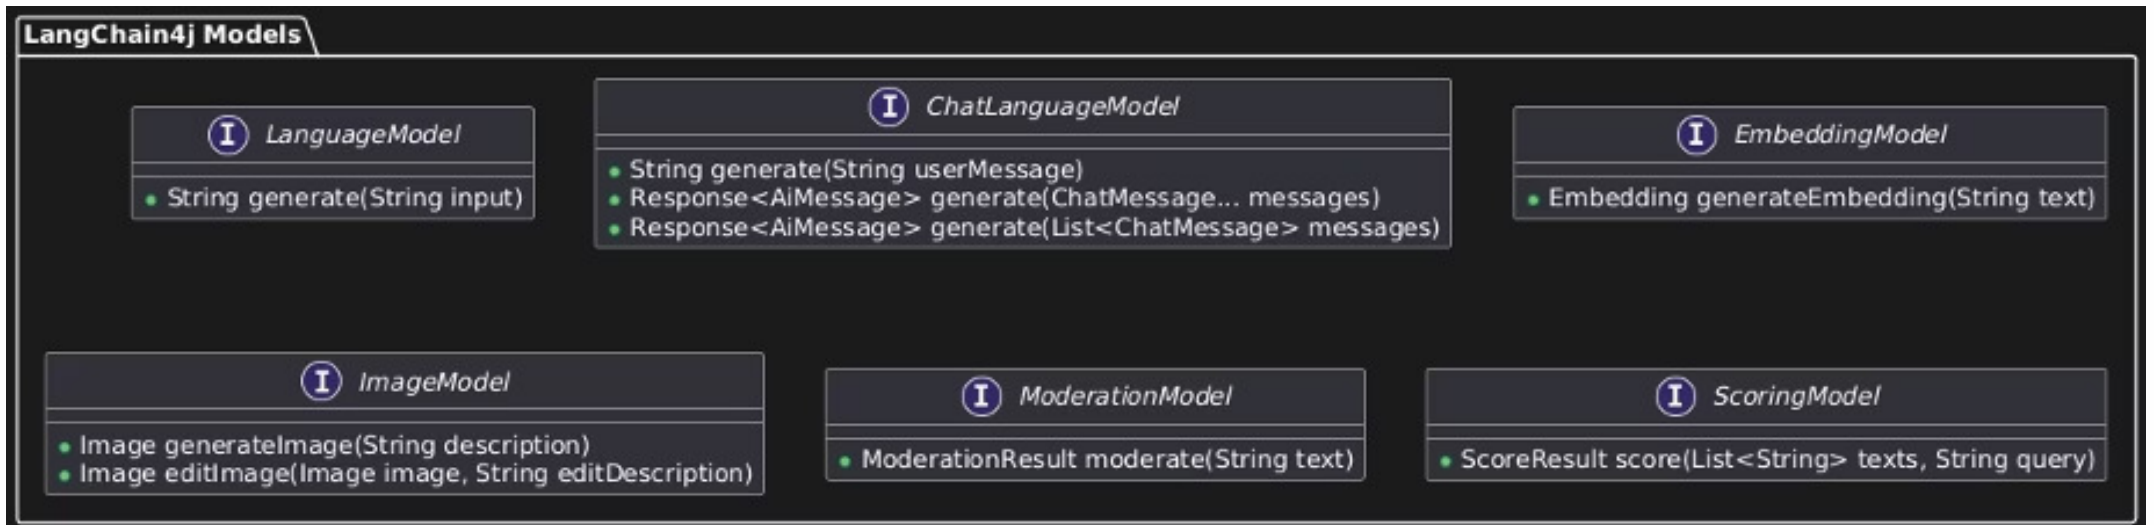 LangChain4j Models
I LanguageModel
String generate(String input)
I ChatLanguageModel
String generate(String userMessage)
Response<AiMessage> generate(ChatMessage... messages)
Response<AiMessage> generate(List<ChatMessage> messages)
I EmbeddingModel
Embedding generateEmbedding(String text)
I ImageModel
Image generateImage(String description)
Image editImage(Image image, String editDescription)
I ModerationModel
ModerationResult moderate(String text)
I ScoringModel
ScoreResult score(List<String> texts, String query)